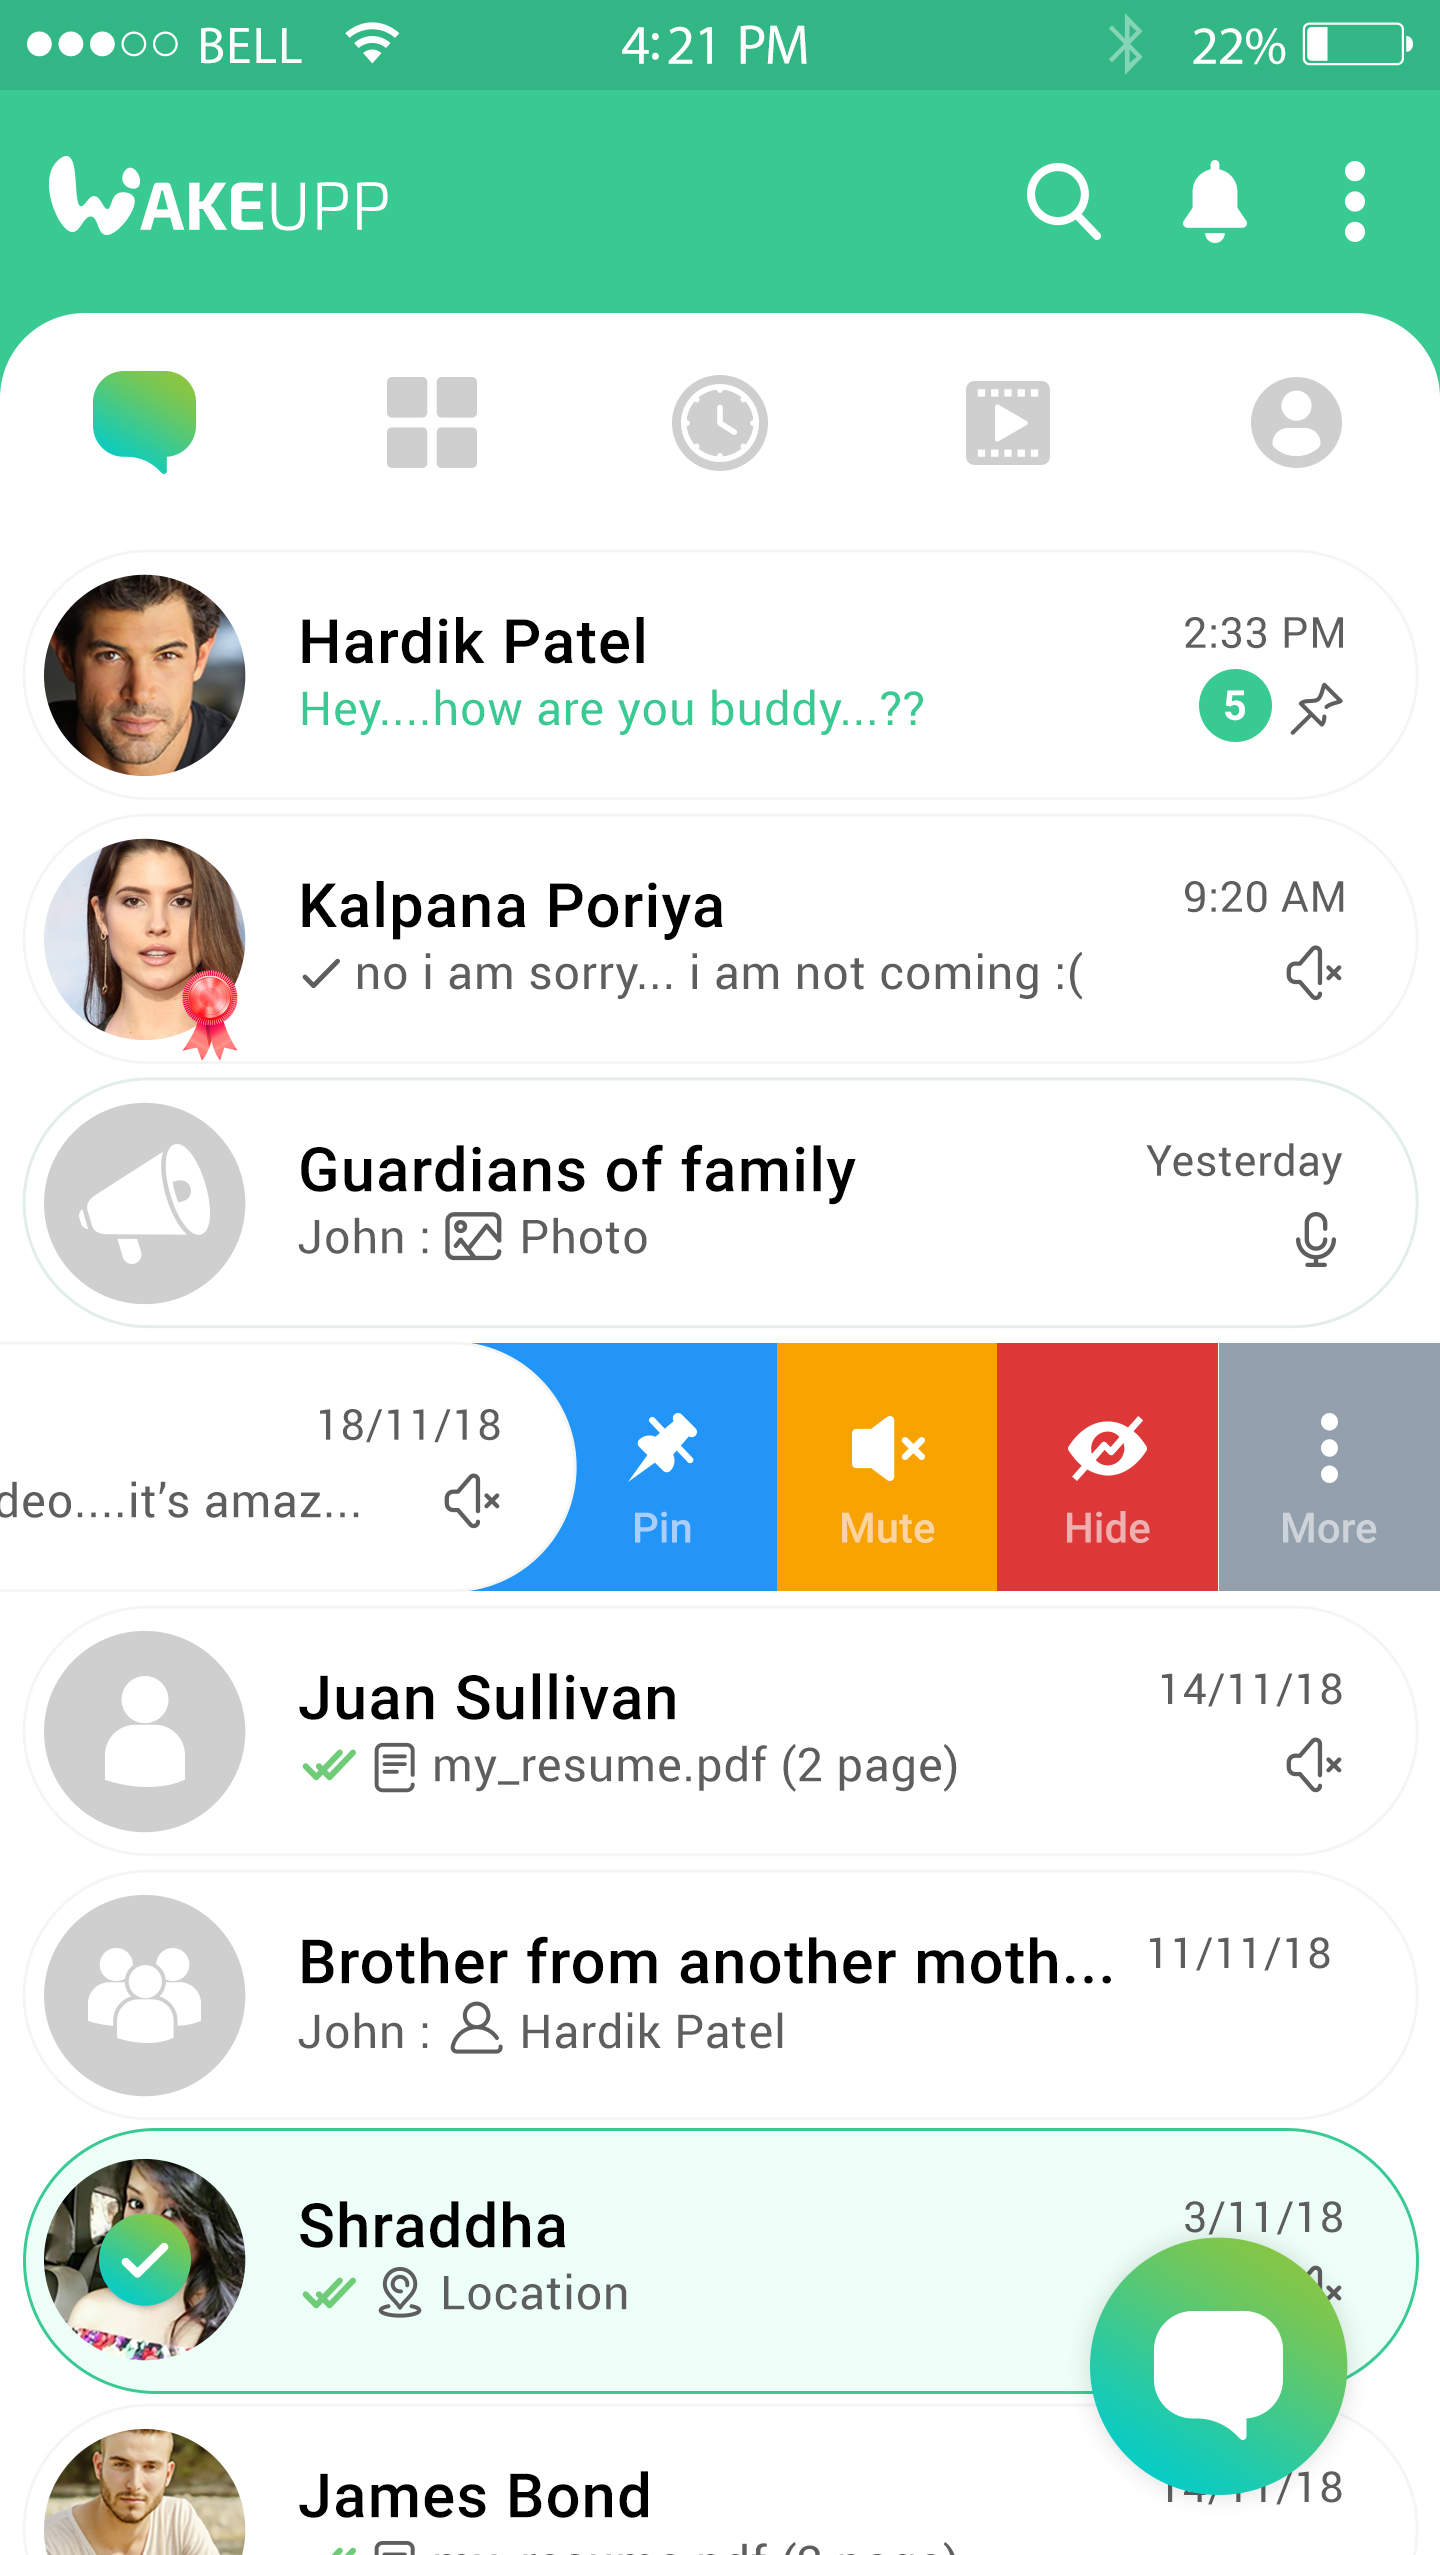 BELL 4:21 PM 22%
WAKEUPP
Hardik Patel 2:33 PM
Hey....how are you buddy...?? 5
Kalpana Poriya 9:20 AM
no i am sorry... i am not coming :(
Guardians of family Yesterday
John : Photo
18/11/18
deo....it’s amaz...
Pin Mute Hide More
Juan Sullivan 14/11/18
my_resume.pdf (2 page)
Brother from another moth... 11/11/18
John : Hardik Patel
Shraddha 3/11/18
Location
James Bond 14/11/18